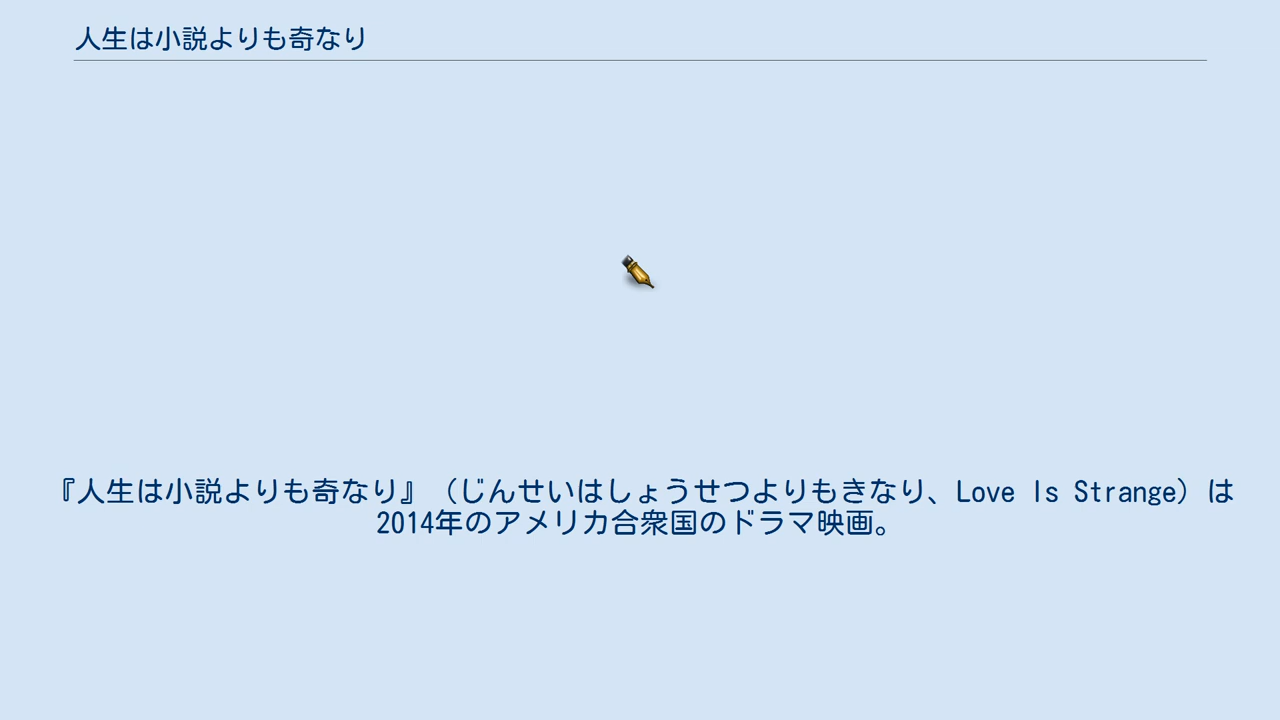 人生は小説よりも奇なり
『人生は小説よりも奇なり』（じんせいはしょうせつよりもきなり、Love Is Strange）は
2014年のアメリカ合衆国のドラマ映画。